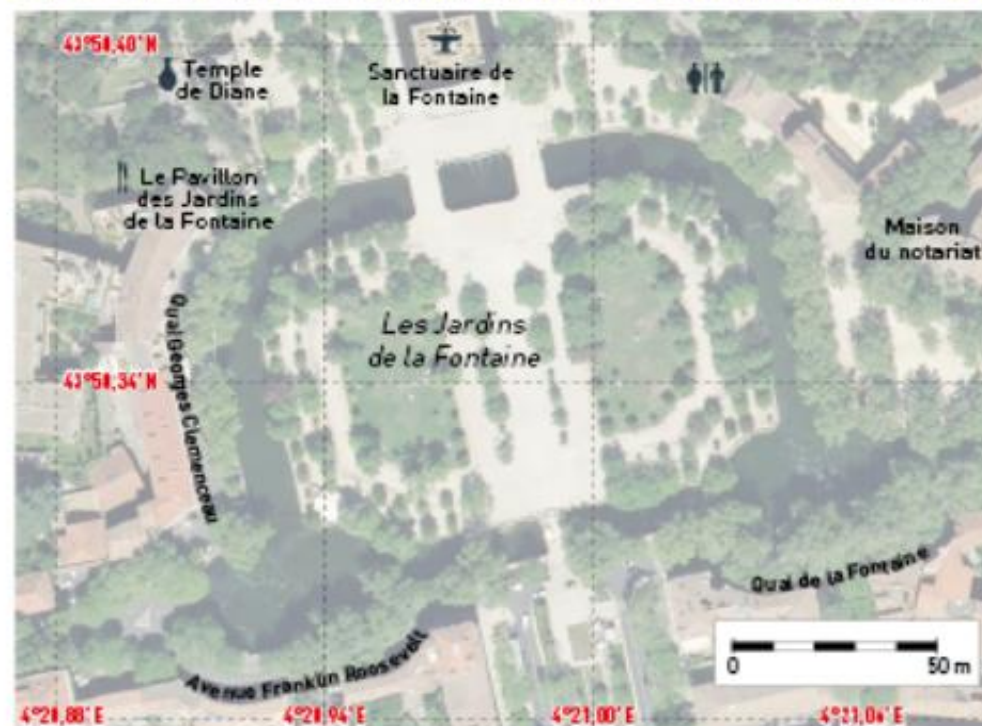 43°50,40' N
Temple
de Diane
Sanctuaire de
la Fontaine
Le Pavillon
des Jardins
de la Fontaine
Maison
du notariat
Les Jardins
de la Fontaine
43°50,34' N
Quai Georges Clemenceau
Quai de la Fontaine
Avenue Franklin Roosevelt
0
50 m
4°20,88' E
4°20,94' E
4°21,00' E
4°21,06' E